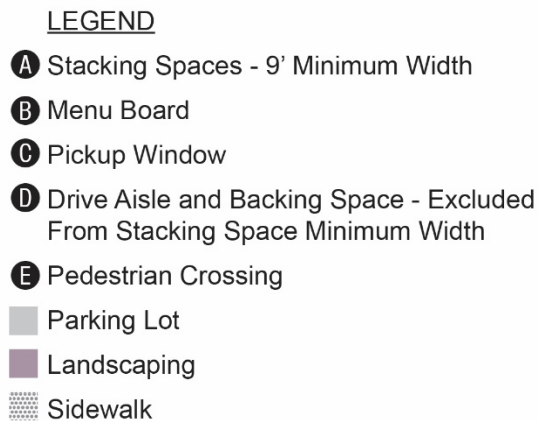 LEGEND
A Stacking Spaces - 9’ Minimum Width
B Menu Board
C Pickup Window
D Drive Aisle and Backing Space - Excluded
From Stacking Space Minimum Width
E Pedestrian Crossing
Parking Lot
Landscaping
Sidewalk